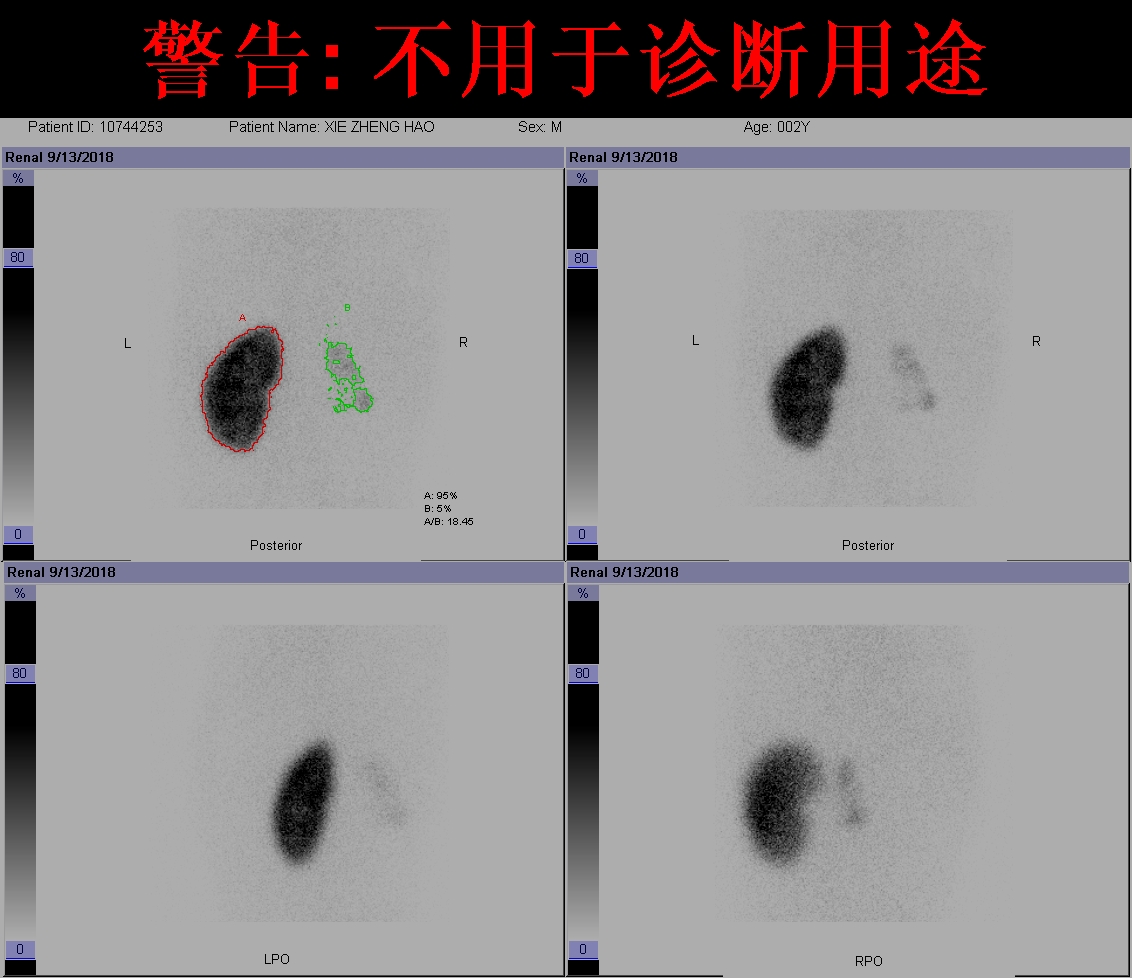 警告: 不用于诊断用途
Patient ID: 10744253 Patient Name: XIE ZHENG HAO Sex: M Age: 002Y
Renal 9/13/2018
%
80
0
A
B
L
R
A: 95%
B: 5%
A/B: 18.45
Posterior
Renal 9/13/2018
%
80
0
L
R
Posterior
Renal 9/13/2018
%
80
0
LPO
Renal 9/13/2018
%
80
0
RPO